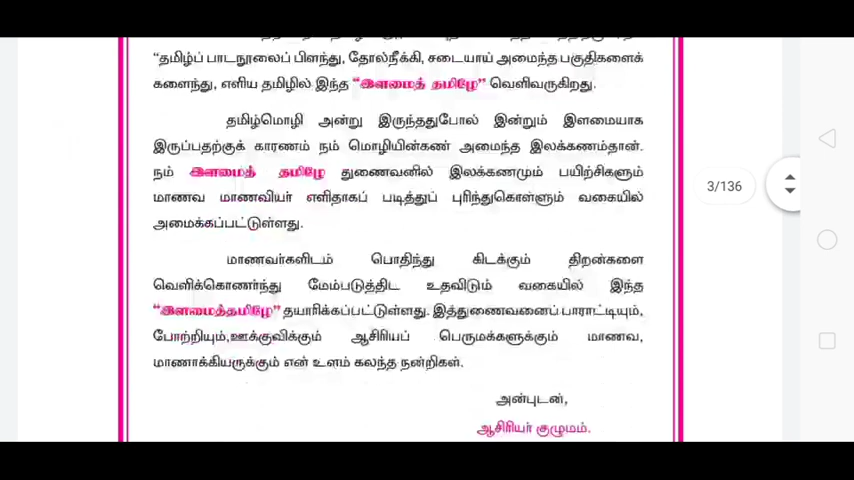 “தமிழ்ப் பாடநூலைப் பிளந்து, தோல்நீக்கி, சடையாய் அமைந்த பகுதிகளைக்
களைந்து, எளிய தமிழில் இந்த “இளமைத் தமிழே” வெளிவருகிறது.
தமிழ்மொழி அன்று இருந்ததுபோல் இன்றும் இளமையாக
இருப்பதற்குக் காரணம் நம் மொழியின்கண் அமைந்த இலக்கணம்தான்.
நம் இளமைத் தமிழே துணைவனில் இலக்கணமும் பயிற்சிகளும்
மாணவ மாணவியர் எளிதாகப் படித்துப் புரிந்துகொள்ளும் வகையில்
அமைக்கப்பட்டுள்ளது.
3/136
மாணவர்களிடம் பொதிந்து கிடக்கும் திறன்களை
வெளிக்கொணர்ந்து மேம்படுத்திட உதவிடும் வகையில் இந்த
“இளமைத்தமிழே” தயாரிக்கப்பட்டுள்ளது. இத்துணைவனைப் பாராட்டியும்,
போற்றியும்,ஊக்குவிக்கும் ஆசிரியப் பெருமக்களுக்கும் மாணவ,
மாணாக்கியருக்கும் என் உளம் கலந்த நன்றிகள்.
அன்புடன்,
ஆசிரியர் குழுமம்.